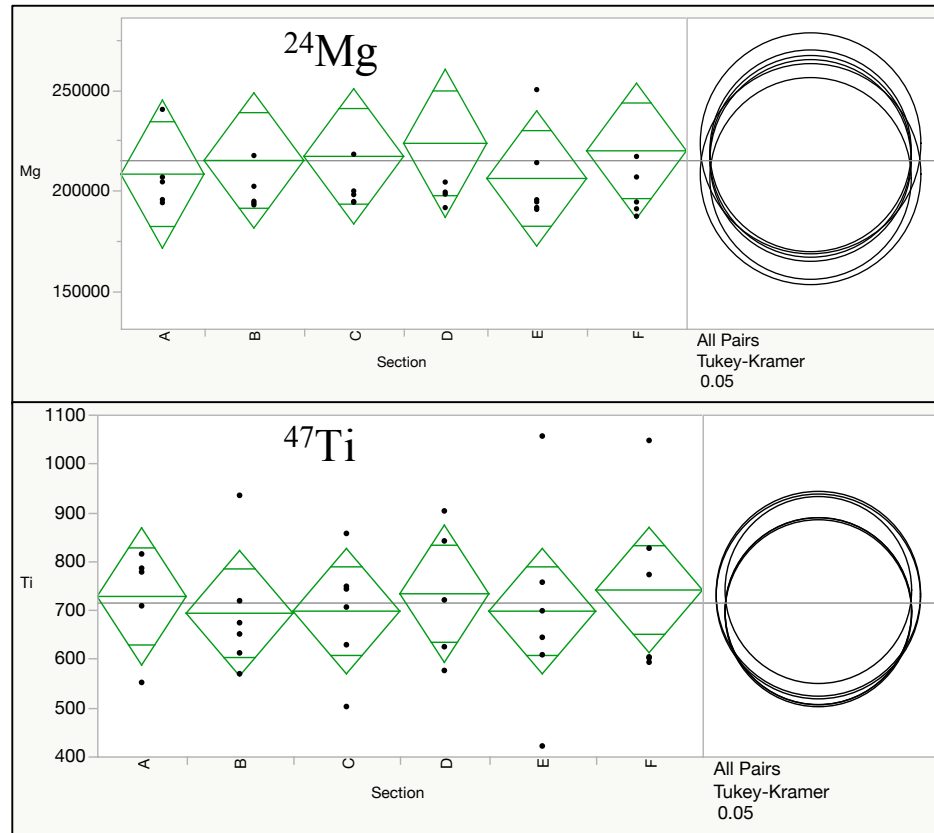 24Mg
250000
Mg
200000
150000
A B C D E F
Section
All Pairs
Tukey-Kramer
0.05
1100
47Ti
1000
900
800
Ti
700
600
500
400
A B C D E F
Section
All Pairs
Tukey-Kramer
0.05